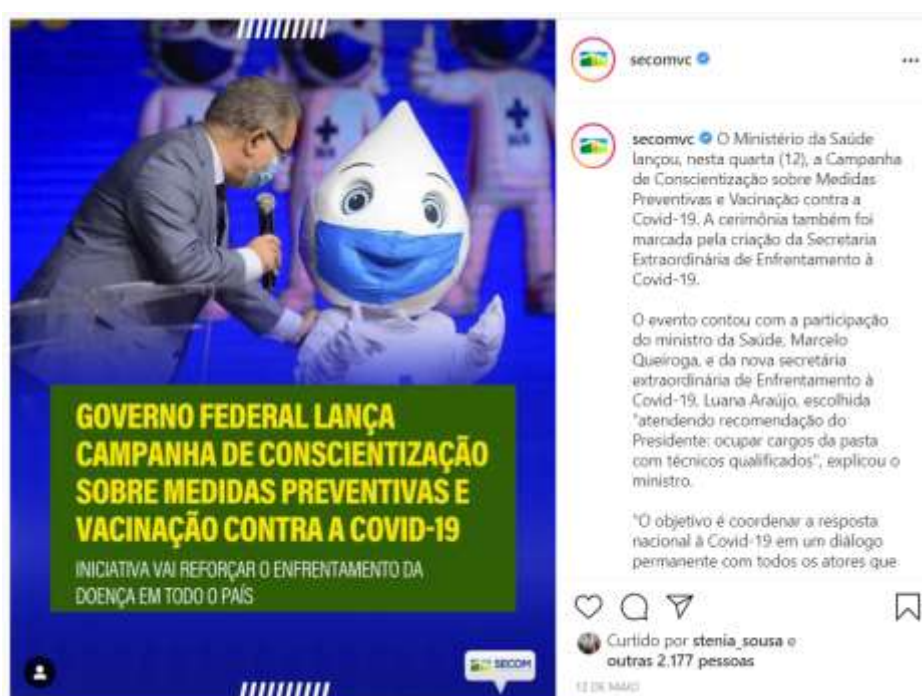 GOVERNO FEDERAL LANÇA
CAMPANHA DE CONSCIENTIZAÇÃO
SOBRE MEDIDAS PREVENTIVAS E
VACINAÇÃO CONTRA A COVID-19
INICIATIVA VAI REFORÇAR O ENFRENTAMENTO DA
DOENÇA EM TODO O PAÍS
SECOM
secomvc
secomvc O Ministério da Saúde
lançou, nesta quarta (12), a Campanha
de Conscientização sobre Medidas
Preventivas e Vacinação contra a
Covid-19. A cerimônia também foi
marcada pela criação da Secretaria
Extraordinária de Enfrentamento à
Covid-19.
O evento contou com a participação
do ministro da Saúde, Marcelo
Queiroga, e da nova secretária
extraordinária de Enfrentamento à
Covid-19, Luana Araújo, escolhida
"atendendo recomendação do
Presidente: ocupar cargos da pasta
com técnicos qualificados", explicou o
ministro.
"O objetivo é coordenar a resposta
nacional à Covid-19 em um diálogo
permanente com todos os atores que
Curtido por stenia_sousa e
outras 2.177 pessoas
12 DE MAIO